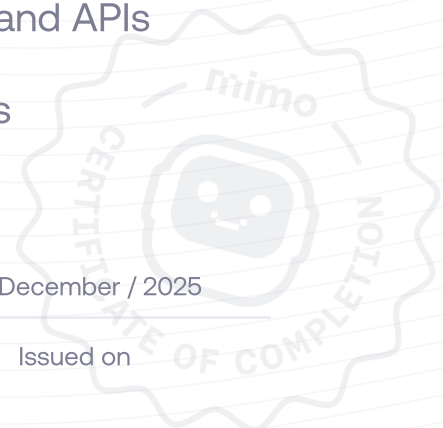 and APIs
s
mimo
CERTIFICATE OF COMPLETION
December / 2025
Issued on